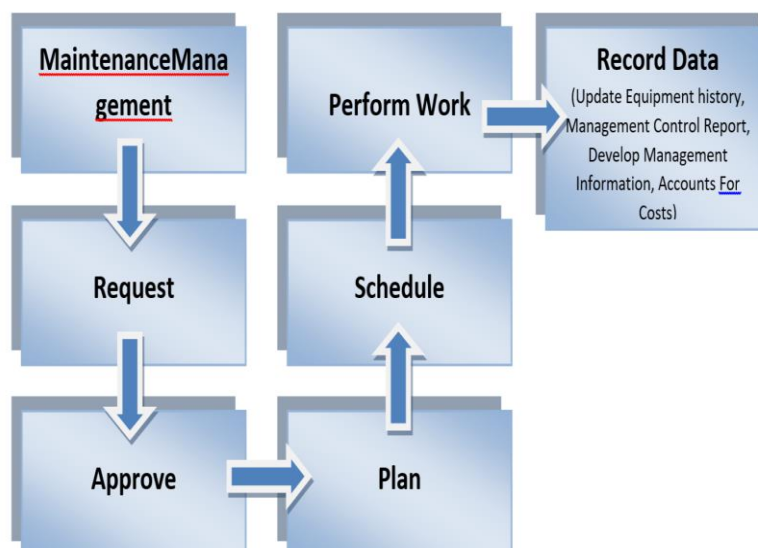 MaintenanceMana
gement
Request
Approve
Plan
Schedule
Perform Work
Record Data
(Update Equipment history,
Management Control Report,
Develop Management
Information, Accounts For
Costs)